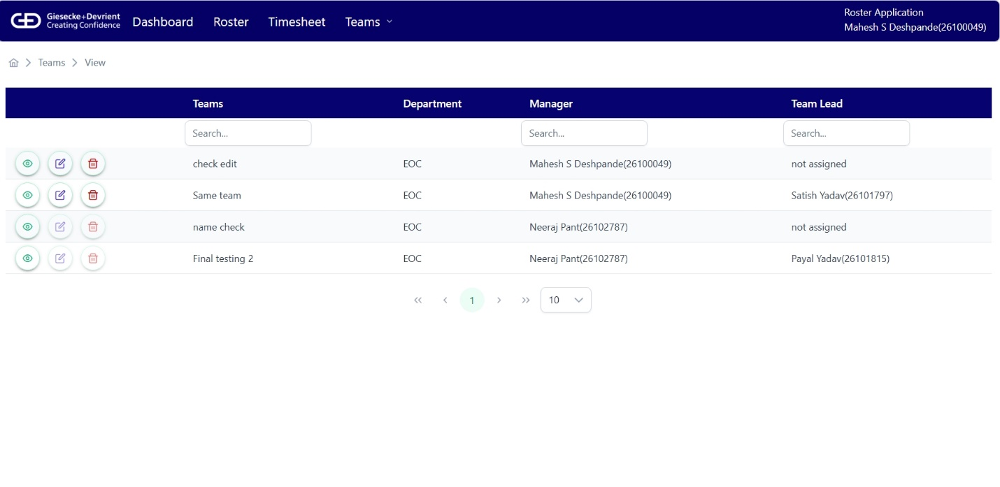 Giesecke+Devrient
Creating Confidence
Dashboard Roster Timesheet Teams
Roster Application
Mahesh S Deshpande(26100049)
Teams View
Teams Department Manager Team Lead
Search... Search... Search...
check edit EOC Mahesh S Deshpande(26100049) not assigned
Same team EOC Mahesh S Deshpande(26100049) Satish Yadav(26101797)
name check EOC Neeraj Pant(26102787) not assigned
Final testing 2 EOC Neeraj Pant(26102787) Payal Yadav(26101815)
1 10